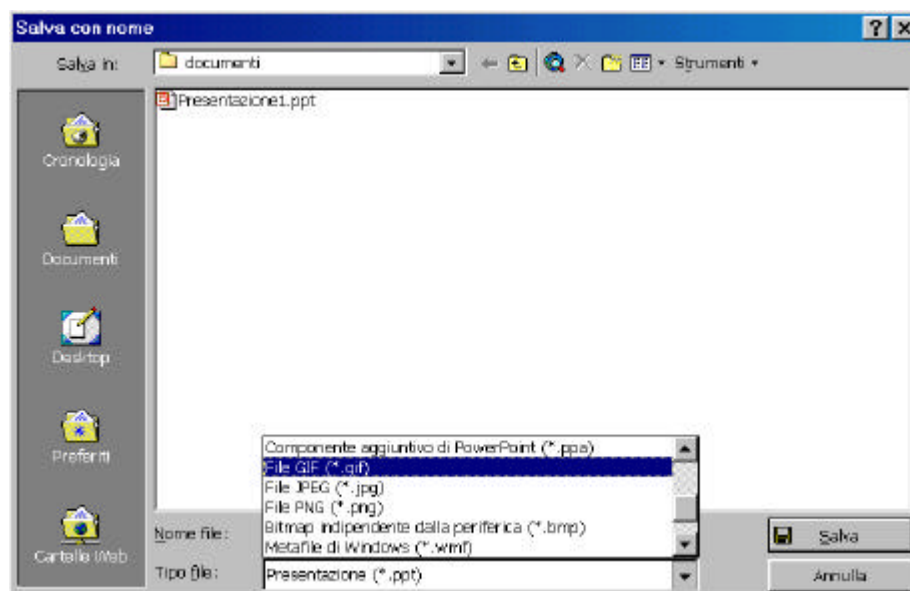 Salva con nome
Salva in:
documenti
Strumenti
Presentazione1.ppt
Cronologia
Documenti
Desktop
Preferiti
Cartelle Web
Componente aggiuntivo di PowerPoint (*.ppa)
File GIF (*.gif)
File JPEG (*.jpg)
File PNG (*.png)
Bitmap indipendente dalla periferica (*.bmp)
Metafile di Windows (*.wmf)
Nome file:
Salva
Tipo file:
Presentazione (*.ppt)
Annulla